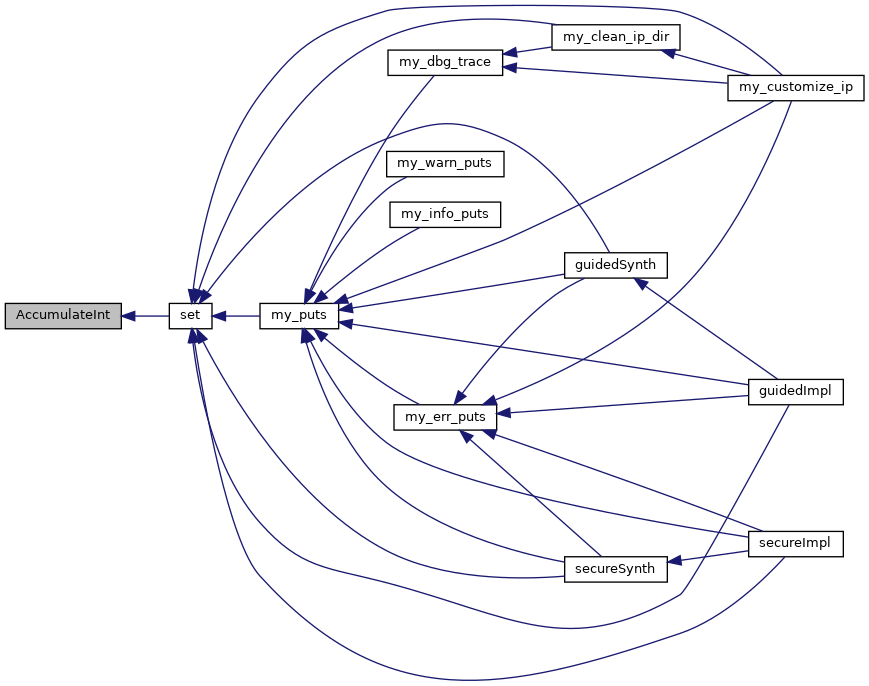 my_clean_ip_dir
my_dbg_trace
my_customize_ip
my_warn_puts
my_info_puts
guidedSynth
AccumulateInt
set
my_puts
guidedImpl
my_err_puts
secureImpl
secureSynth